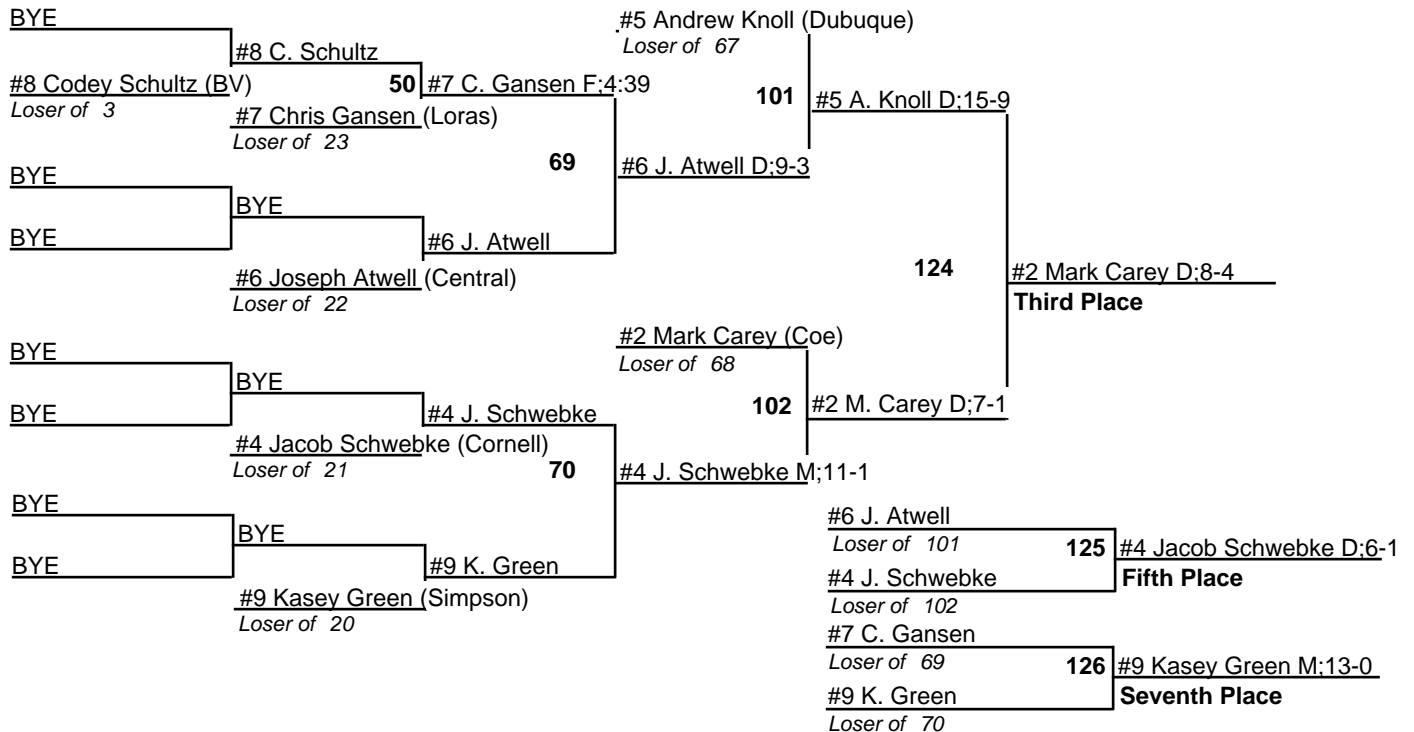 BYE
#8 C. Schultz
#8 Codey Schultz (BV)
Loser of 3
50
#7 C. Gansen F;4:39
#7 Chris Gansen (Loras)
Loser of 23
69
BYE
BYE
BYE
#6 J. Atwell
#6 Joseph Atwell (Central)
Loser of 22
#6 J. Atwell D;9-3
#5 Andrew Knoll (Dubuque)
Loser of 67
101
#5 A. Knoll D;15-9
124
#2 Mark Carey D;8-4
Third Place
BYE
BYE
BYE
#4 J. Schwebke
#4 Jacob Schwebke (Cornell)
Loser of 21
70
#4 J. Schwebke M;11-1
#2 Mark Carey (Coe)
Loser of 68
102
#2 M. Carey D;7-1
BYE
BYE
BYE
#9 K. Green
#9 Kasey Green (Simpson)
Loser of 20
#6 J. Atwell
Loser of 101
125
#4 Jacob Schwebke D;6-1
#4 J. Schwebke
Fifth Place
Loser of 102
#7 C. Gansen
Loser of 69
126
#9 Kasey Green M;13-0
#9 K. Green
Seventh Place
Loser of 70